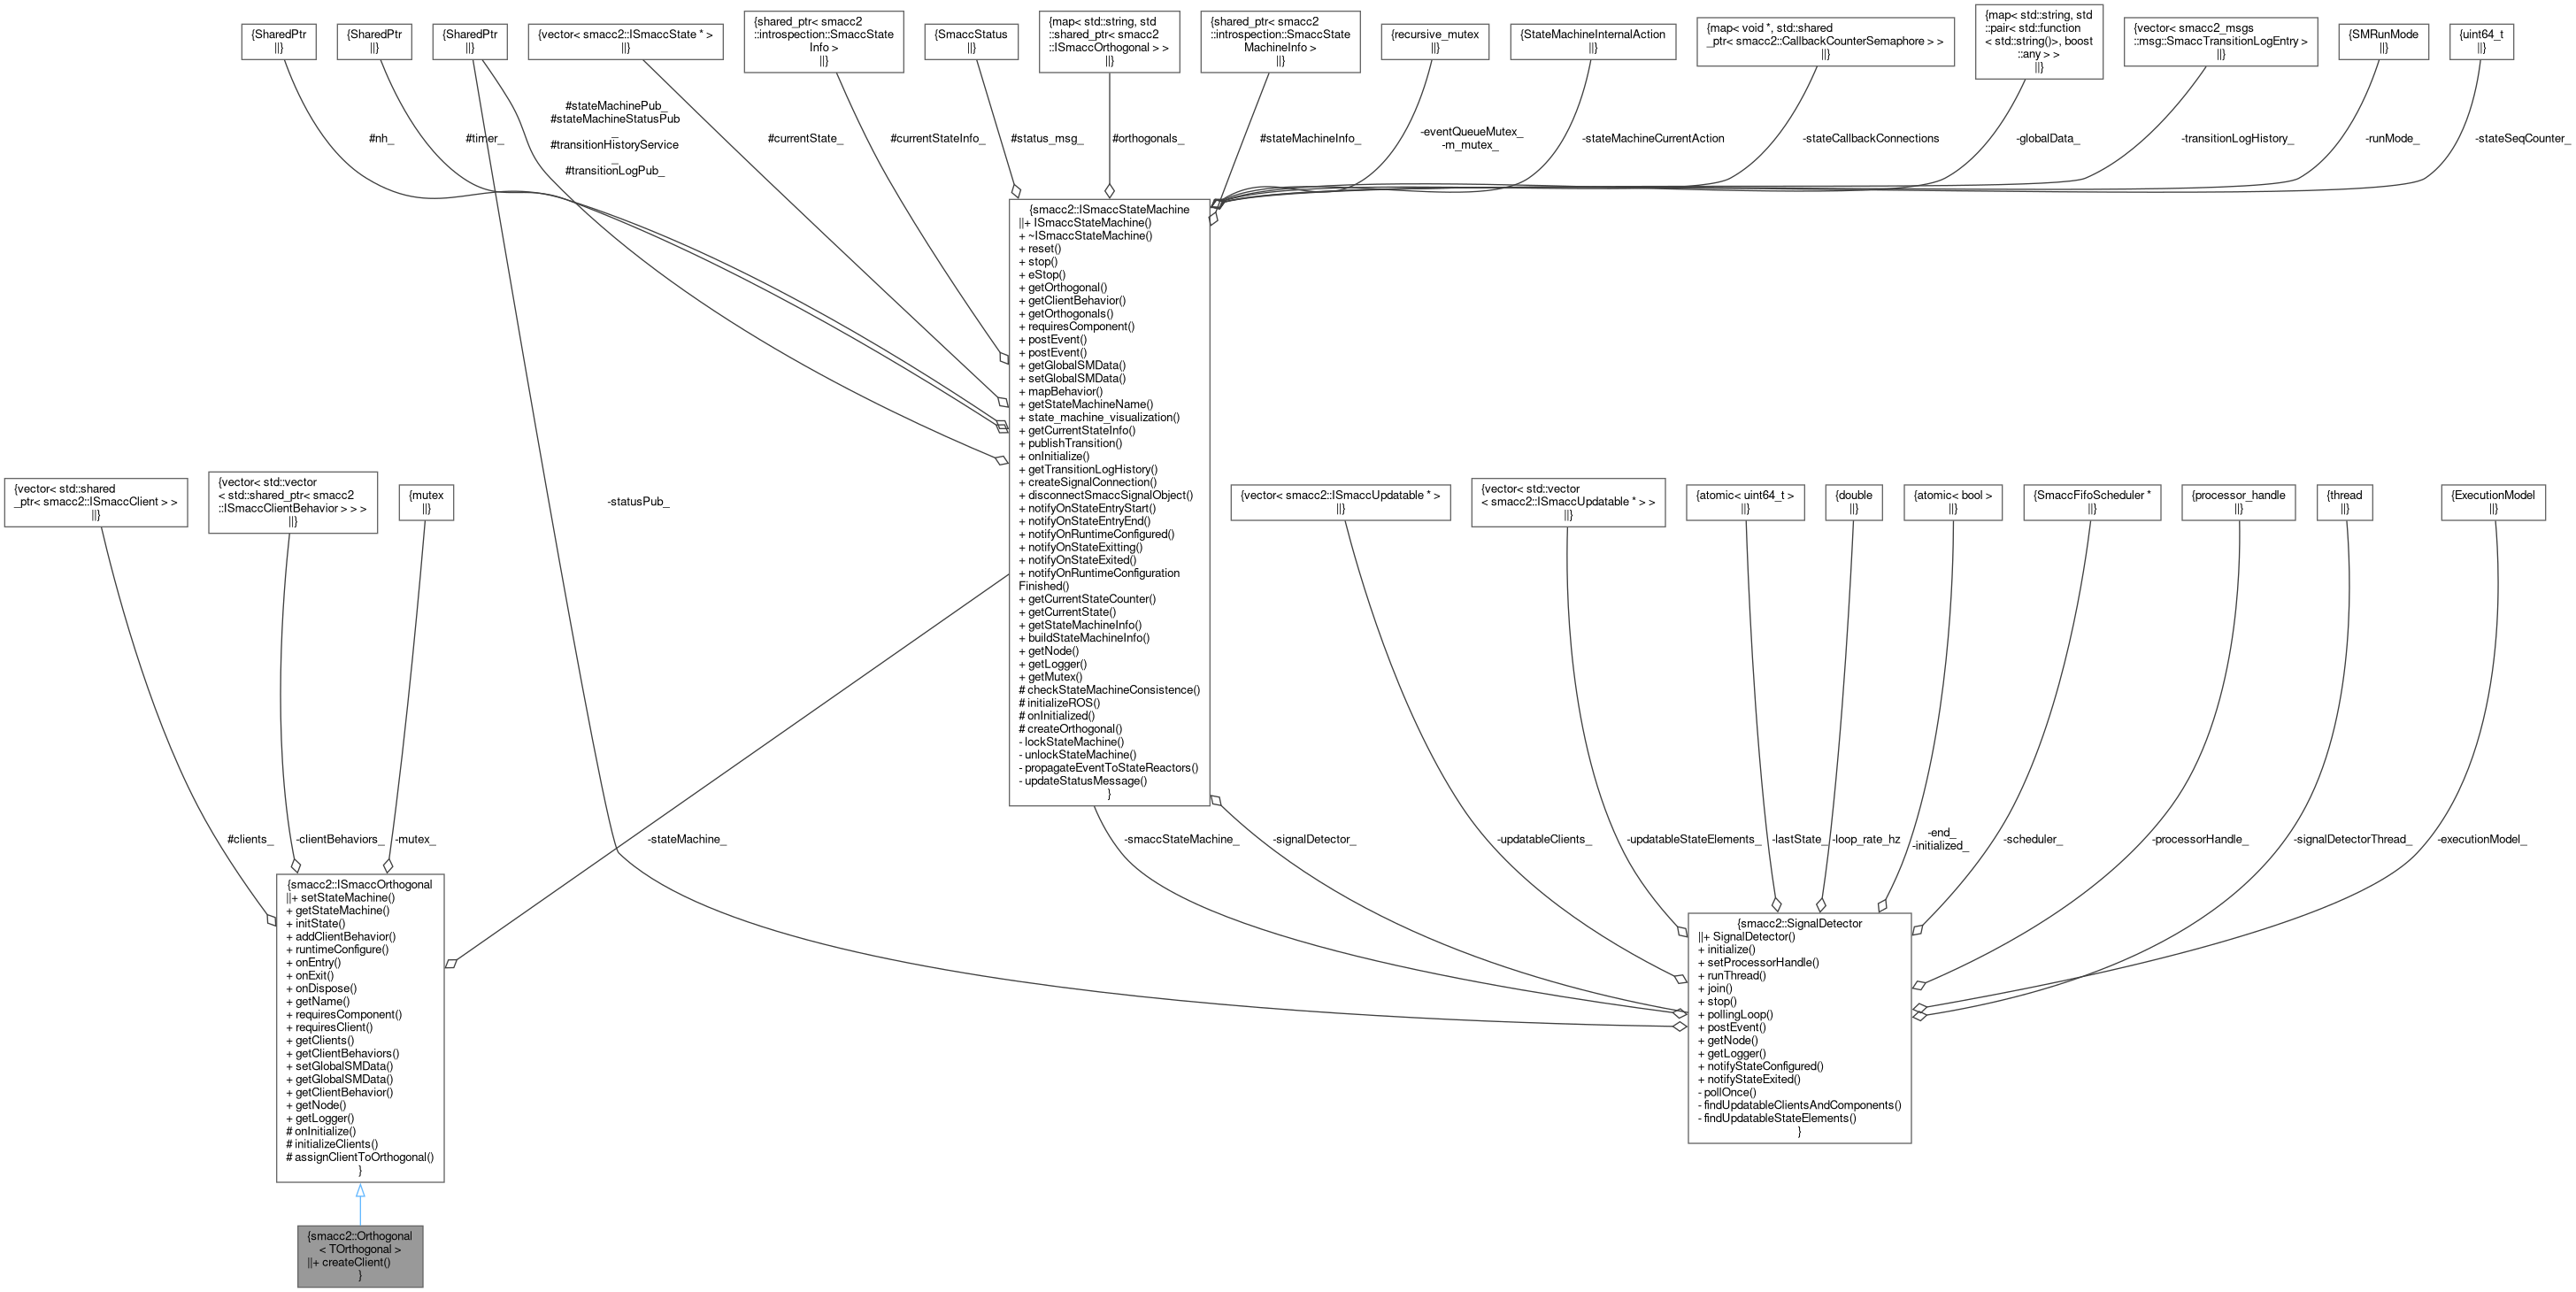 {SharedPtr
||}
{SharedPtr
||}
{SharedPtr
||}
{vector< smacc2::ISmaccState * >
||}
{shared_ptr< smacc2
::introspection::SmaccState
Info >
||}
{SmaccStatus
||}
{map< std::string, std
::shared_ptr< smacc2
::ISmaccOrthogonal > >
||}
{shared_ptr< smacc2
::introspection::SmaccState
MachineInfo >
||}
{recursive_mutex
||}
{StateMachineInternalAction
||}
{map< void *, std::shared
_ptr< smacc2::CallbackCounterSemaphore > >
||}
{map< std::string, std
::pair< std::function
< std::string()>, boost
::any > >
||}
{vector< smacc2_msgs
::msg::SmaccTransitionLogEntry >
||}
{SMRunMode
||}
{uint64_t
||}
#nh_
#timer_
#stateMachinePub_
#stateMachineStatusPub
_
#transitionHistoryService
_
#transitionLogPub_
#currentState_
#currentStateInfo_
#status_msg_
#orthogonals_
#stateMachineInfo_
-eventQueueMutex_
-m_mutex_
-stateMachineCurrentAction
-stateCallbackConnections
-globalData_
-transitionLogHistory_
-runMode_
-stateSeqCounter_
{smacc2::ISmaccStateMachine
||+ ISmaccStateMachine()
+ ~ISmaccStateMachine()
+ reset()
+ stop()
+ eStop()
+ getOrthogonal()
+ getClientBehavior()
+ getOrthogonals()
+ requiresComponent()
+ postEvent()
+ postEvent()
+ getGlobalSMData()
+ setGlobalSMData()
+ mapBehavior()
+ getStateMachineName()
+ state_machine_visualization()
+ getCurrentStateInfo()
+ publishTransition()
+ onInitialize()
+ getTransitionLogHistory()
+ createSignalConnection()
+ disconnectSmaccSignalObject()
+ notifyOnStateEntryStart()
+ notifyOnStateEntryEnd()
+ notifyOnRuntimeConfigured()
+ notifyOnStateExitting()
+ notifyOnStateExited()
+ notifyOnRuntimeConfiguration
Finished()
+ getCurrentStateCounter()
+ getCurrentState()
+ getStateMachineInfo()
+ buildStateMachineInfo()
+ getNode()
+ getLogger()
+ getMutex()
# checkStateMachineConsistence()
# initializeROS()
# onInitialized()
# createOrthogonal()
- lockStateMachine()
- unlockStateMachine()
- propagateEventToStateReactors()
- updateStatusMessage()
}
{vector< std::shared
_ptr< smacc2::ISmaccClient > >
||}
{vector< std::vector
< std::shared_ptr< smacc2
::ISmaccClientBehavior > > >
||}
{mutex
||}
-statusPub_
{vector< smacc2::ISmaccUpdatable * >
||}
{vector< std::vector
< smacc2::ISmaccUpdatable * > >
||}
{atomic< uint64_t >
||}
{double
||}
{atomic< bool >
||}
{SmaccFifoScheduler *
||}
{processor_handle
||}
{thread
||}
{ExecutionModel
||}
#clients_
-clientBehaviors_
-mutex_
-stateMachine_
-smaccStateMachine_
-signalDetector_
-updatableClients_
-updatableStateElements_
-lastState_
-loop_rate_hz
-end_
-initialized_
-scheduler_
-processorHandle_
-signalDetectorThread_
-executionModel_
{smacc2::ISmaccOrthogonal
||+ setStateMachine()
+ getStateMachine()
+ initState()
+ addClientBehavior()
+ runtimeConfigure()
+ onEntry()
+ onExit()
+ onDispose()
+ getName()
+ requiresComponent()
+ requiresClient()
+ getClients()
+ getClientBehaviors()
+ setGlobalSMData()
+ getGlobalSMData()
+ getClientBehavior()
+ getNode()
+ getLogger()
# onInitialize()
# initializeClients()
# assignClientToOrthogonal()
}
{smacc2::SignalDetector
||+ SignalDetector()
+ initialize()
+ setProcessorHandle()
+ runThread()
+ join()
+ stop()
+ pollingLoop()
+ postEvent()
+ getNode()
+ getLogger()
+ notifyStateConfigured()
+ notifyStateExited()
- pollOnce()
- findUpdatableClientsAndComponents()
- findUpdatableStateElements()
}
{smacc2::Orthogonal
< TOrthogonal >
||+ createClient()
}